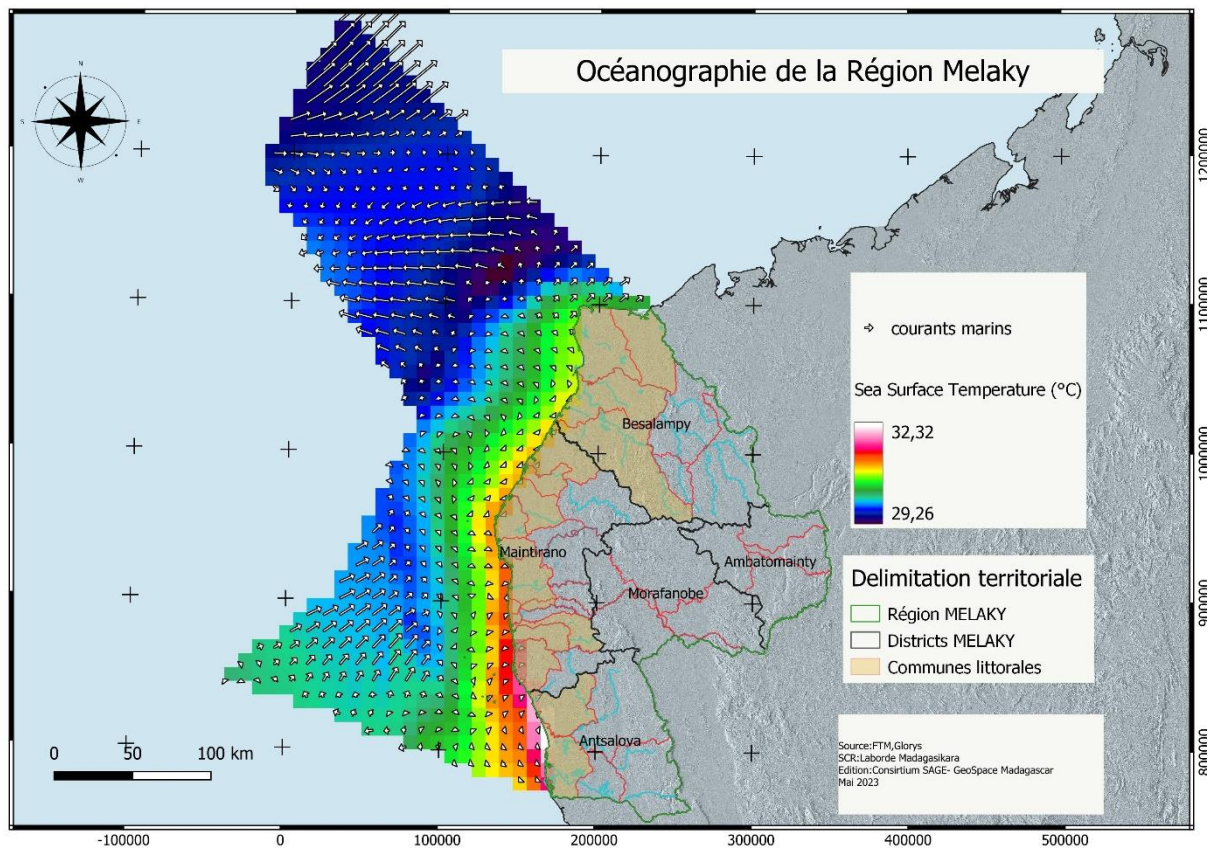 Océanographie de la Région Melaky
N
S
E
W
courants marins
Sea Surface Temperature (°C)
32,32
29,26
Besalampy
Maintirano
Ambatomainty
Morafanobe
Antsalova
Delimitation territoriale
Région MELAKY
Districts MELAKY
Communes littorales
Source:FTM,Glorys
SCR:Laborde Madagasikara
Edition:Consirtium SAGE- GeoSpace Madagascar
Mai 2023
0 50 100 km
1200000
1100000
1000000
900000
800000
-100000 0 100000 200000 300000 400000 500000